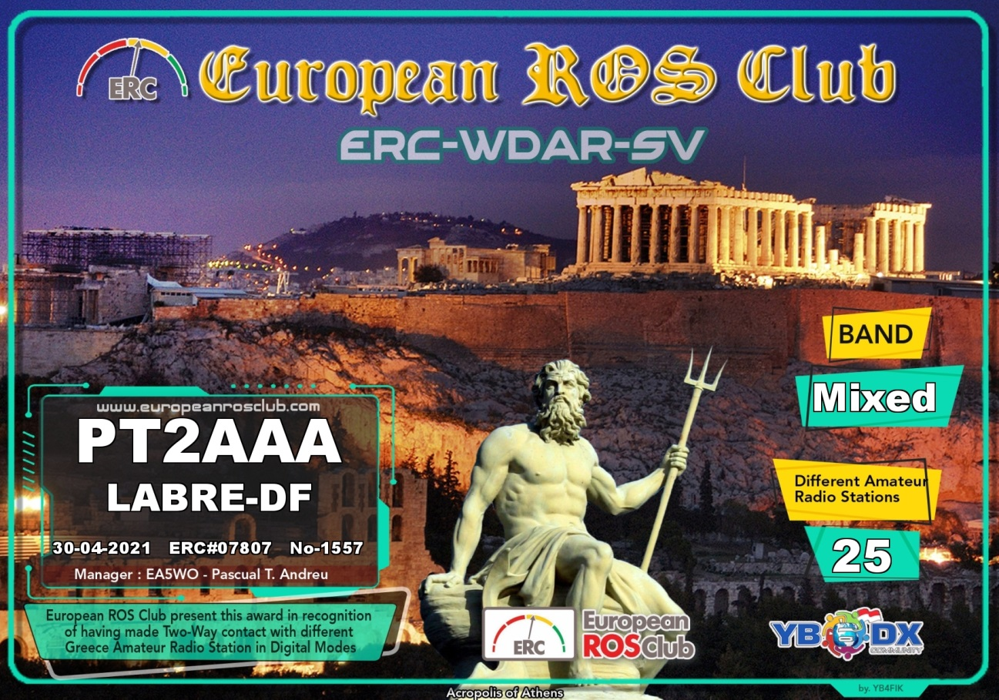 ERC
European ROS Club
ERC-WDAR-SV
BAND
Mixed
www.europeanrosclub.com
PT2AAA
LABRE-DF
30-04-2021 ERC#07807 No-1557
Manager : EA5WO - Pascual T. Andreu
European ROS Club present this award in recognition
of having made Two-Way contact with different
Greece Amateur Radio Station in Digital Modes
Different Amateur
Radio Stations
25
ERC
European
ROSclub
YB DX
COMMUNITY
by. YB4FIK
Acropolis of Athens